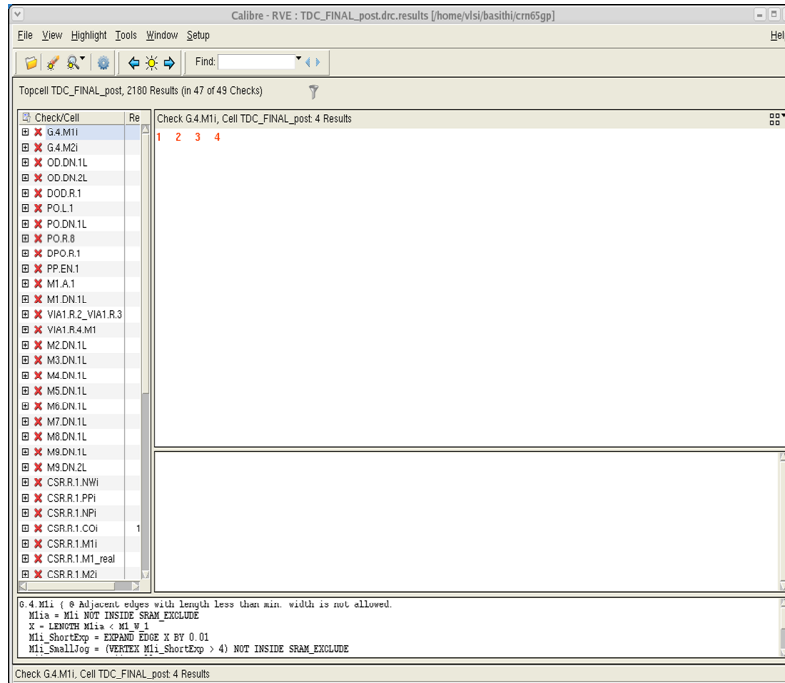 Calibre - RVE : TDC_FINAL_post.drc.results [/home/vlsi/basithi/crn65gp]
File View Highlight Tools Window Setup Hel
Find:
Topcell TDC_FINAL_post, 2180 Results (in 47 of 49 Checks)
Check/Cell Re
G.4.M1i
G.4.M2i
OD.DN.1L
OD.DN.2L
DOD.R.1
PO.L.1
PO.DN.1L
PO.R.8
DPO.R.1
PP.EN.1
M1.A.1
M1.DN.1L
VIA1.R.2_VIA1.R.3
VIA1.R.4.M1
M2.DN.1L
M3.DN.1L
M4.DN.1L
M5.DN.1L
M6.DN.1L
M7.DN.1L
M8.DN.1L
M9.DN.1L
M9.DN.2L
CSR.R.1.NWi
CSR.R.1.PPi
CSR.R.1.NPi
CSR.R.1.COi 1
CSR.R.1.M1i
CSR.R.1.M1_real
CSR.R.1.M2i
Check G.4.M1i, Cell TDC_FINAL_post: 4 Results
1 2 3 4
G.4.M1i { @ Adjacent edges with length less than min. width is not allowed.
M1ia = M1i NOT INSIDE SRAM_EXCLUDE
X = LENGTH M1ia < M1_W_1
M1i_ShortExp = EXPAND EDGE X BY 0.01
M1i_SmallJog = (VERTEX M1i_ShortExp > 4) NOT INSIDE SRAM_EXCLUDE
Check G.4.M1i, Cell TDC_FINAL_post: 4 Results